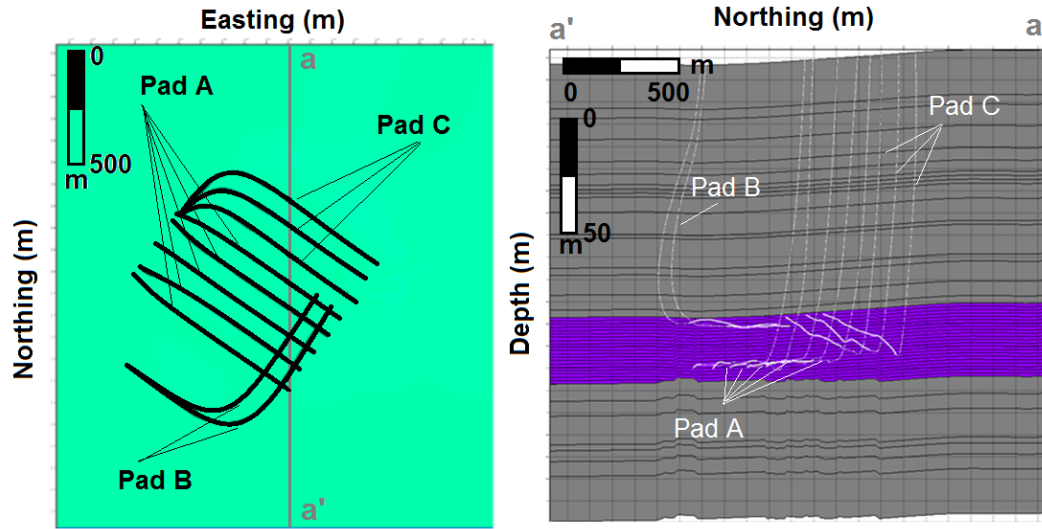 Easting (m)
a
0
Pad A
Pad C
500
m
Northing (m)
Pad B
a'
Northing (m)
a'
a
m
0
500
0
Pad C
Pad B
50
m
Depth (m)
Pad A